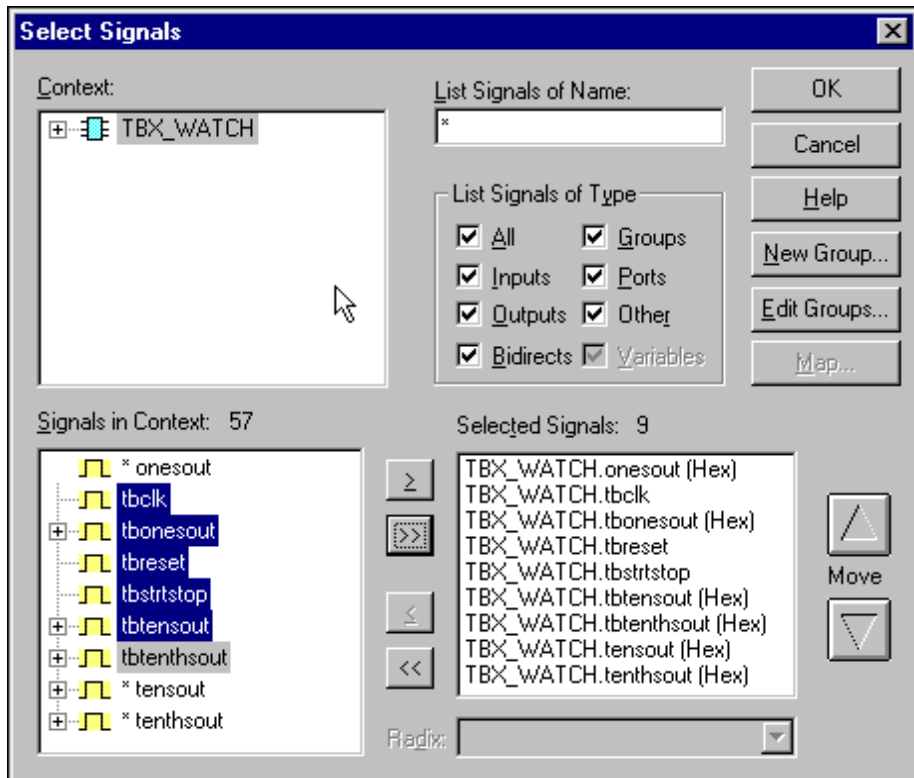 Select Signals
Context:
TBX_WATCH
List Signals of Name:
*
List Signals of Type
All
Groups
Inputs
Ports
Outputs
Other
Bidirects
Variables
OK
Cancel
Help
New Group...
Edit Groups...
Map...
Signals in Context: 57
* onesout
tbclk
tbonesout
tbreset
tbstrtstop
tbtensout
tbtenthsout
* tensout
* tenthsout
>
>>
<
<<
Selected Signals: 9
TBX_WATCH.onesout (Hex)
TBX_WATCH.tbclk
TBX_WATCH.tbonesout (Hex)
TBX_WATCH.tbreset
TBX_WATCH.tbstrtstop
TBX_WATCH.tbtensout (Hex)
TBX_WATCH.tbtenthsout (Hex)
TBX_WATCH.tensout (Hex)
TBX_WATCH.tenthsout (Hex)
Move
Radix: